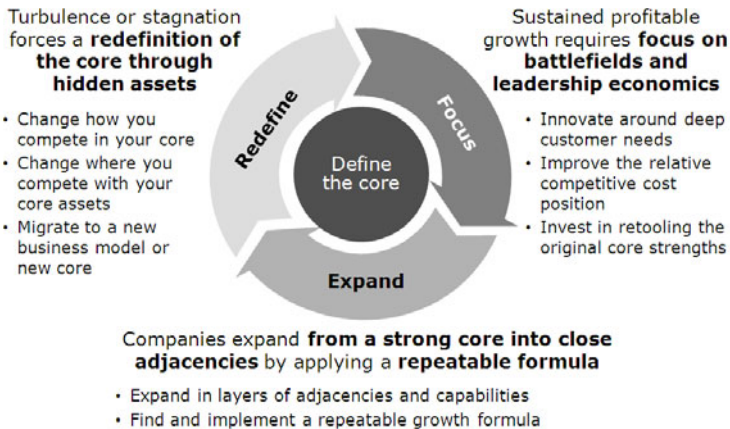 Turbulence or stagnation
forces a redefinition of
the core through
hidden assets
• Change how you
compete in your core
• Change where you
compete with your
core assets
• Migrate to a new
business model or
new core
Sustained profitable
growth requires focus on
battlefields and
leadership economics
• Innovate around deep
customer needs
• Improve the relative
competitive cost
position
• Invest in retooling the
original core strengths
Redefine
Focus
Define
the core
Expand
Companies expand from a strong core into close
adjacencies by applying a repeatable formula
• Expand in layers of adjacencies and capabilities
• Find and implement a repeatable growth formula